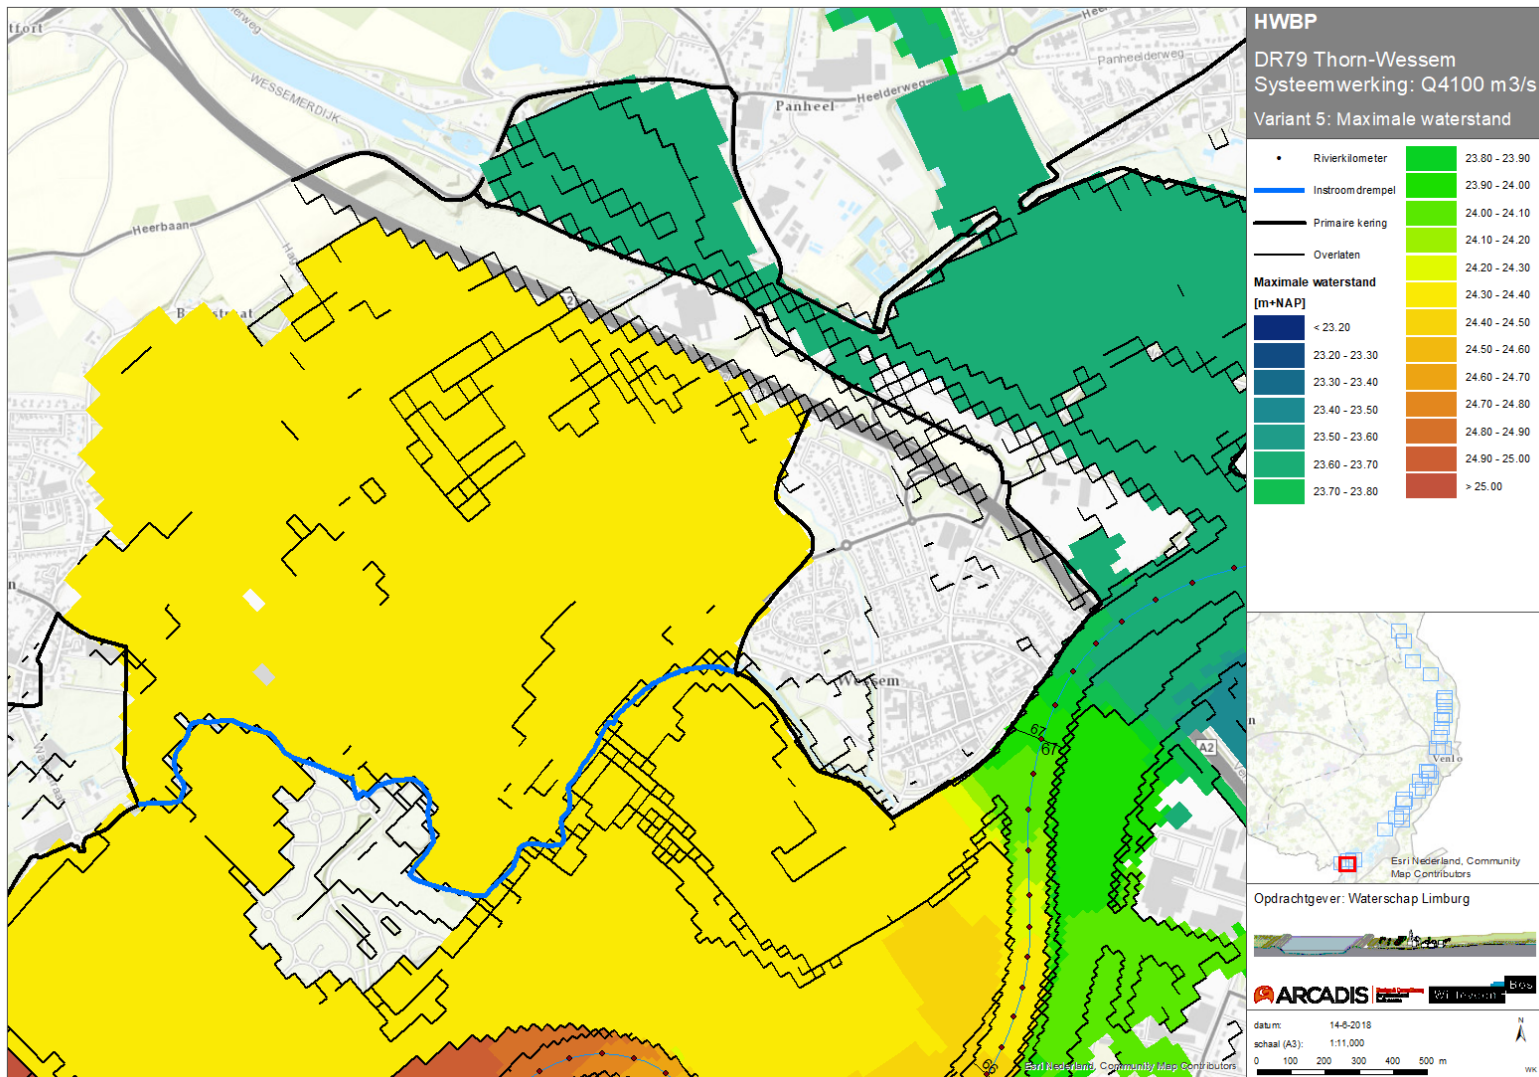 HWBP
DR79 Thorn-Wessem
Systeemwerking: Q4100 m3/s
Variant 5: Maximale waterstand
Rivierkilometer
Instroomdrempel
Primaire kering
Overlaten
Maximale waterstand
[m+NAP]
< 23.20
23.20 - 23.30
23.30 - 23.40
23.40 - 23.50
23.50 - 23.60
23.60 - 23.70
23.70 - 23.80
23.80 - 23.90
23.90 - 24.00
24.00 - 24.10
24.10 - 24.20
24.20 - 24.30
24.30 - 24.40
24.40 - 24.50
24.50 - 24.60
24.60 - 24.70
24.70 - 24.80
24.80 - 24.90
24.90 - 25.00
> 25.00
WESSEMERDIJK
Panheel
Heelderweg
Panheelderweg
Heerbaan
A2
Wessem
67
67
A2
66
Esri Nederland, Community Map Contributors
Venlo
Esri Nederland, Community
Map Contributors
Opdrachtgever: Waterschap Limburg
ARCADIS
Witteveen
Bos
datum: 14-6-2018
schaal (A3): 1:11,000
N
0 100 200 300 400 500 m
WK